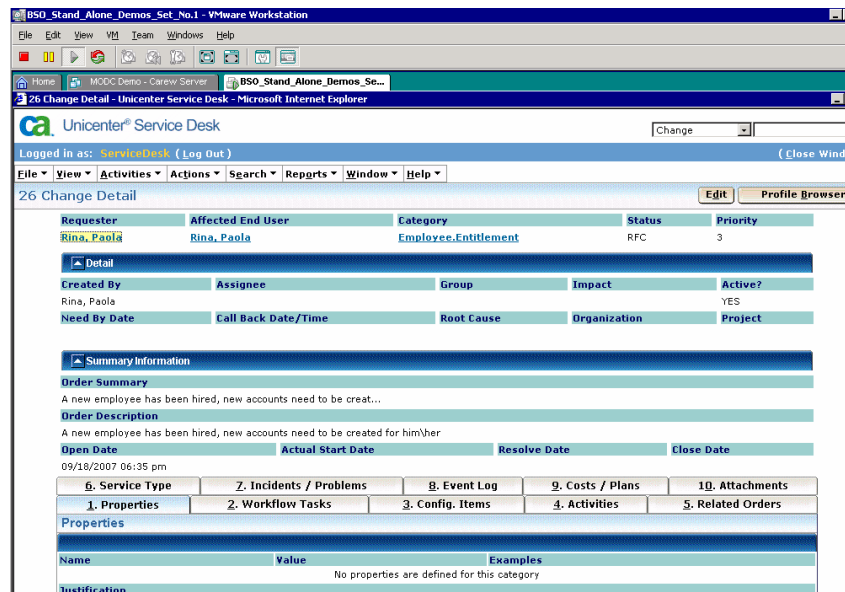 BSO_Stand_Alone_Demos_Set_No.1 - VMware Workstation
File Edit View VM Team Windows Help
Home MODC Demo - Carew Server BSO_Stand_Alone_Demos_Se...
26 Change Detail - Unicenter Service Desk - Microsoft Internet Explorer
ca Unicenter® Service Desk
Change
Logged in as: ServiceDesk ( Log Out ) ( Close Wind
File View Activities Actions Search Reports Window Help
26 Change Detail Edit Profile Browser
Requester Affected End User Category Status Priority
Rina, Paola Rina, Paola Employee.Entitlement RFC 3
Detail
Created By Assignee Group Impact Active?
Rina, Paola YES
Need By Date Call Back Date/Time Root Cause Organization Project
Summary Information
Order Summary
A new employee has been hired, new accounts need to be creat...
Order Description
A new employee has been hired, new accounts need to be created for him\her
Open Date Actual Start Date Resolve Date Close Date
09/18/2007 06:35 pm
6. Service Type 7. Incidents / Problems 8. Event Log 9. Costs / Plans 10. Attachments
1. Properties 2. Workflow Tasks 3. Config. Items 4. Activities 5. Related Orders
Properties
Name Value Examples
No properties are defined for this category
Justification